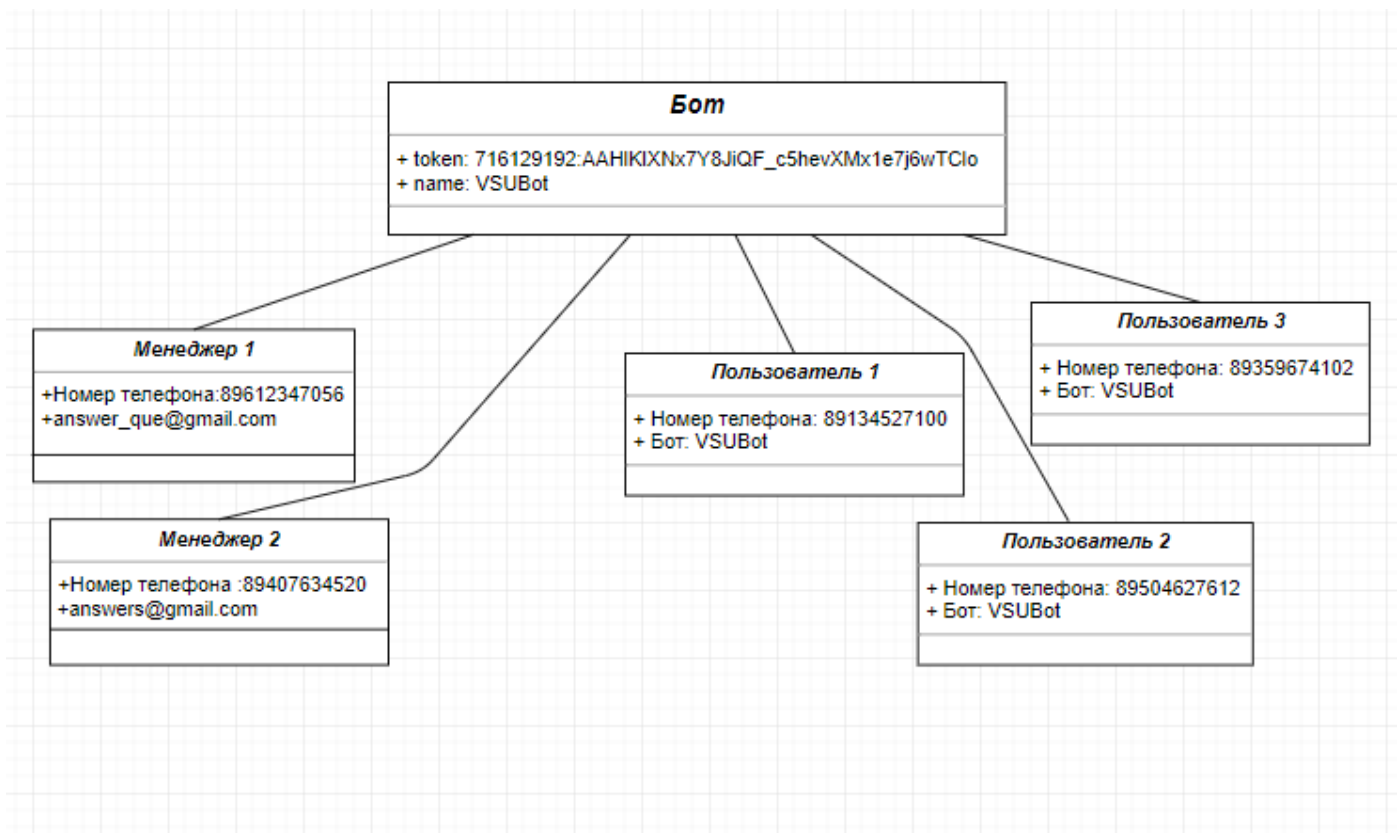 Бот
+ token: 716129192:AAHlKlXNx7Y8JiQF_c5hevXMx1e7j6wTClo
+ name: VSUBot
Менеджер 1
+Номер телефона:89612347056
+answer_que@gmail.com
Менеджер 2
+Номер телефона :89407634520
+answers@gmail.com
Пользователь 1
+ Номер телефона: 89134527100
+ Бот: VSUBot
Пользователь 2
+ Номер телефона: 89504627612
+ Бот: VSUBot
Пользователь 3
+ Номер телефона: 89359674102
+ Бот: VSUBot